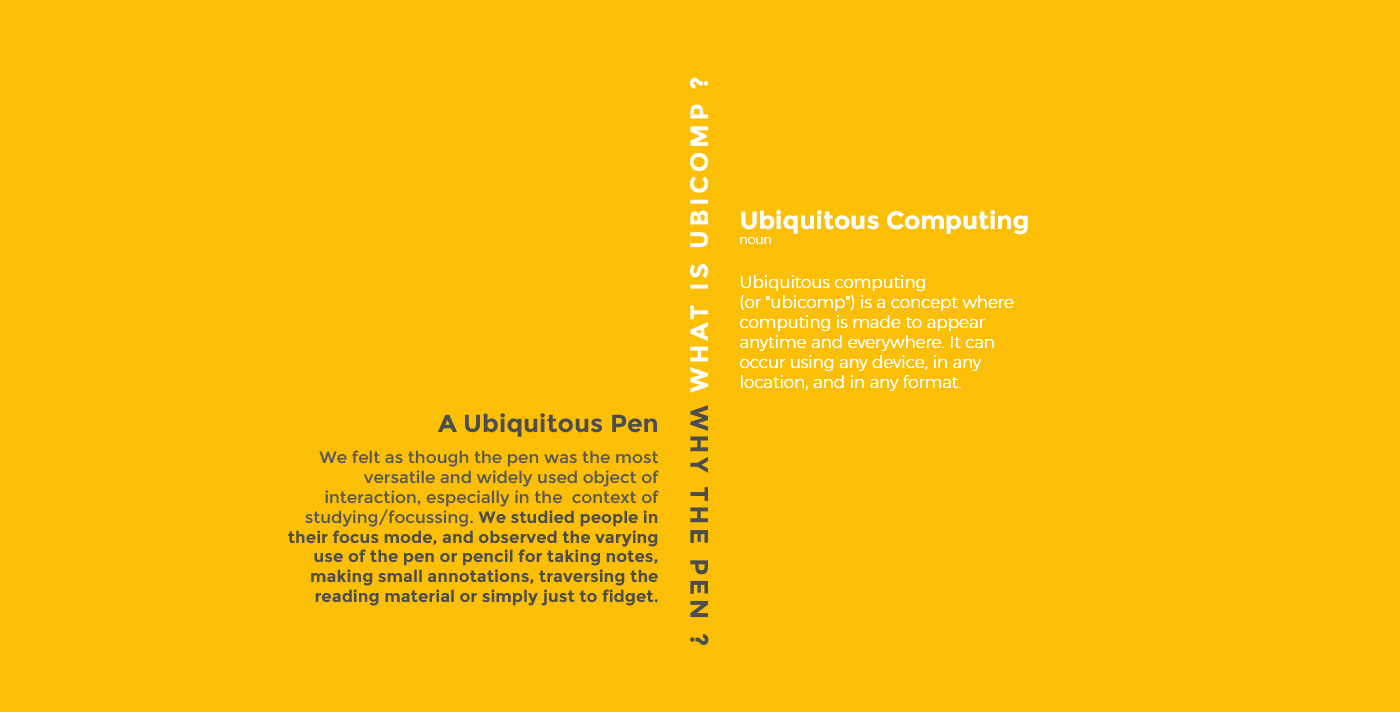 WHAT IS UBICOMP ?
Ubiquitous Computing
noun
Ubiquitous computing
(or "ubicomp") is a concept where
computing is made to appear
anytime and everywhere. It can
occur using any device, in any
location, and in any format.
WHY THE PEN ?
A Ubiquitous Pen
We felt as though the pen was the most
versatile and widely used object of
interaction, especially in the context of
studying/focussing. We studied people in
their focus mode, and observed the varying
use of the pen or pencil for taking notes,
making small annotations, traversing the
reading material or simply just to fidget.